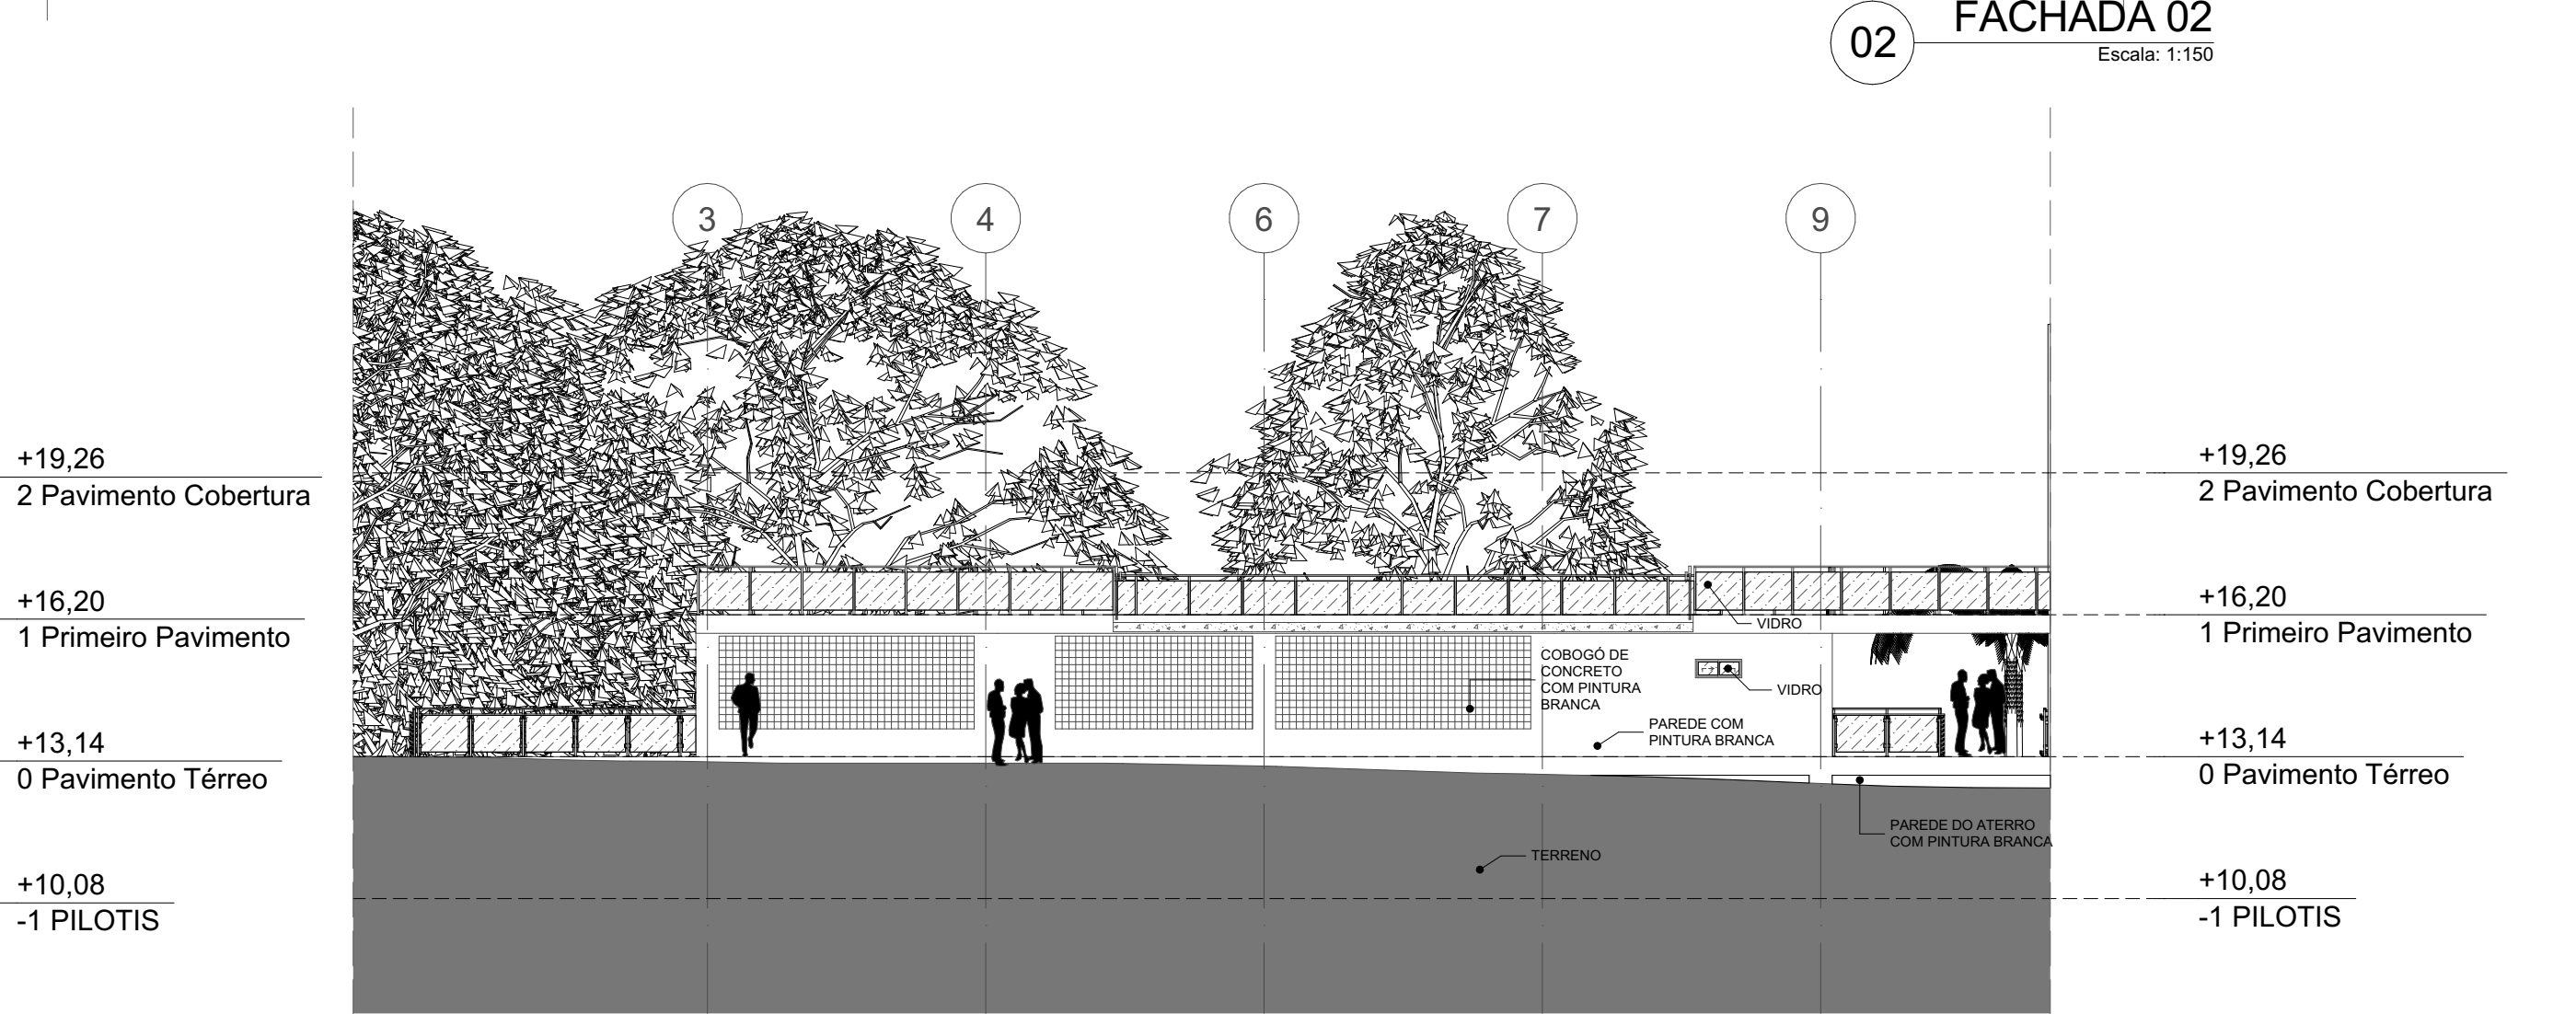 02
FACHADA 02
Escala: 1:150
3
4
6
7
9
+19,26
2 Pavimento Cobertura
+16,20
1 Primeiro Pavimento
+13,14
0 Pavimento Térreo
+10,08
-1 PILOTIS
VIDRO
COBOGÓ DE
CONCRETO
COM PINTURA
BRANCA
VIDRO
PAREDE COM
PINTURA BRANCA
PAREDE DO ATERRO
COM PINTURA BRANCA
TERRENO
+19,26
2 Pavimento Cobertura
+16,20
1 Primeiro Pavimento
+13,14
0 Pavimento Térreo
+10,08
-1 PILOTIS